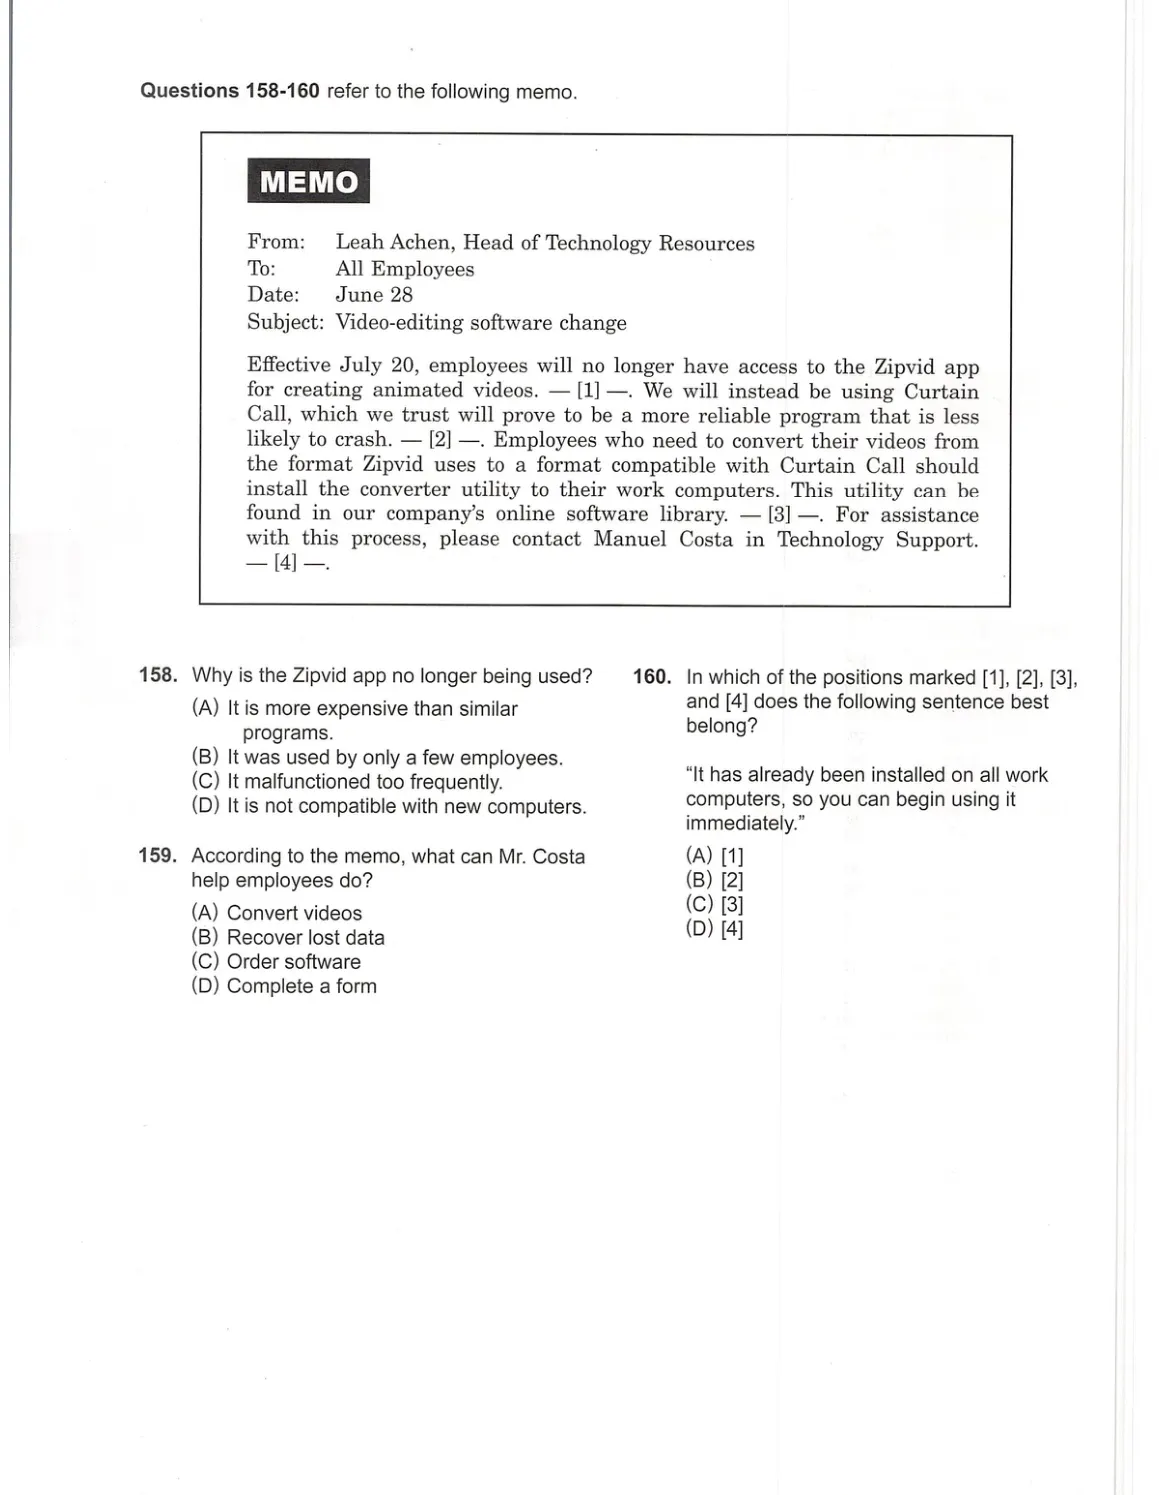 Questions 158-160 refer to the following memo.
MEMO
From: Leah Achen, Head of Technology Resources
To: All Employees
Date: June 28
Subject: Video-editing software change
Effective July 20, employees will no longer have access to the Zipvid app
for creating animated videos. — [1] —. We will instead be using Curtain
Call, which we trust will prove to be a more reliable program that is less
likely to crash. — [2] —. Employees who need to convert their videos from
the format Zipvid uses to a format compatible with Curtain Call should
install the converter utility to their work computers. This utility can be
found in our company's online software library. — [3] —. For assistance
with this process, please contact Manuel Costa in Technology Support.
— [4] —.
158. Why is the Zipvid app no longer being used?
(A) It is more expensive than similar
programs.
(B) It was used by only a few employees.
(C) It malfunctioned too frequently.
(D) It is not compatible with new computers.
159. According to the memo, what can Mr. Costa
help employees do?
(A) Convert videos
(B) Recover lost data
(C) Order software
(D) Complete a form
160. In which of the positions marked [1], [2], [3],
and [4] does the following sentence best
belong?
“It has already been installed on all work
computers, so you can begin using it
immediately.”
(A) [1]
(B) [2]
(C) [3]
(D) [4]